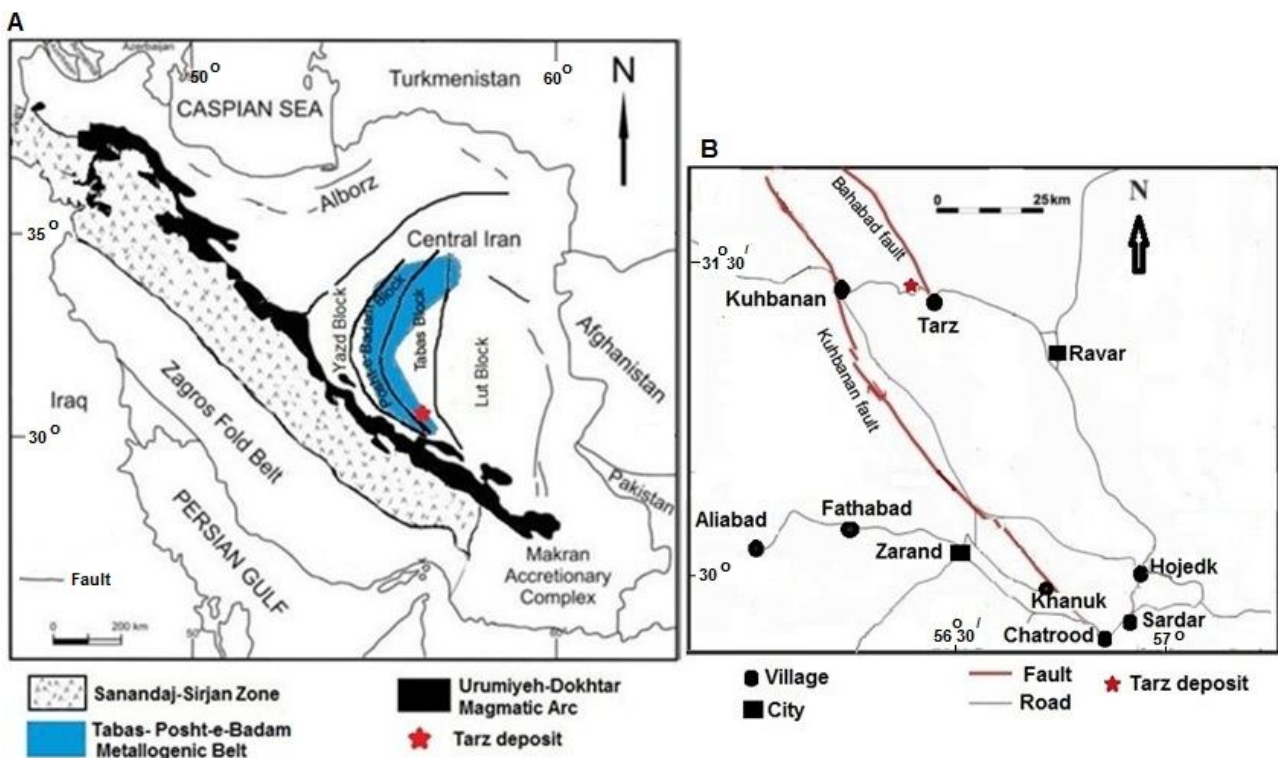 A
Azerbaijan
50°
60°
Turkmenistan
N
CASPIAN SEA
Alborz
35°
Central Iran
Yazd Block
Posht-e-Badam Block
Tabas Block
Lut Block
Afghanistan
Iraq
Zagros Fold Belt
30°
Pakistan
PERSIAN GULF
Makran
Accretionary
Complex
Fault
0 200 km
50°
60°
Sanandaj-Sirjan Zone
Urumiyeh-Dokhtar
Magmatic Arc
Tabas- Posht-e-Badam
Metallogenic Belt
Tarz deposit
B
Bahabad fault
0 25km
N
31° 30′
Kuhbanan
Tarz
Ravar
Kuhbanan fault
Aliabad
Fathabad
Zarand
Hojedk
30°
Khanuk
Sardar
Chatrood
56° 30′
57°
Village
Fault
Tarz deposit
City
Road